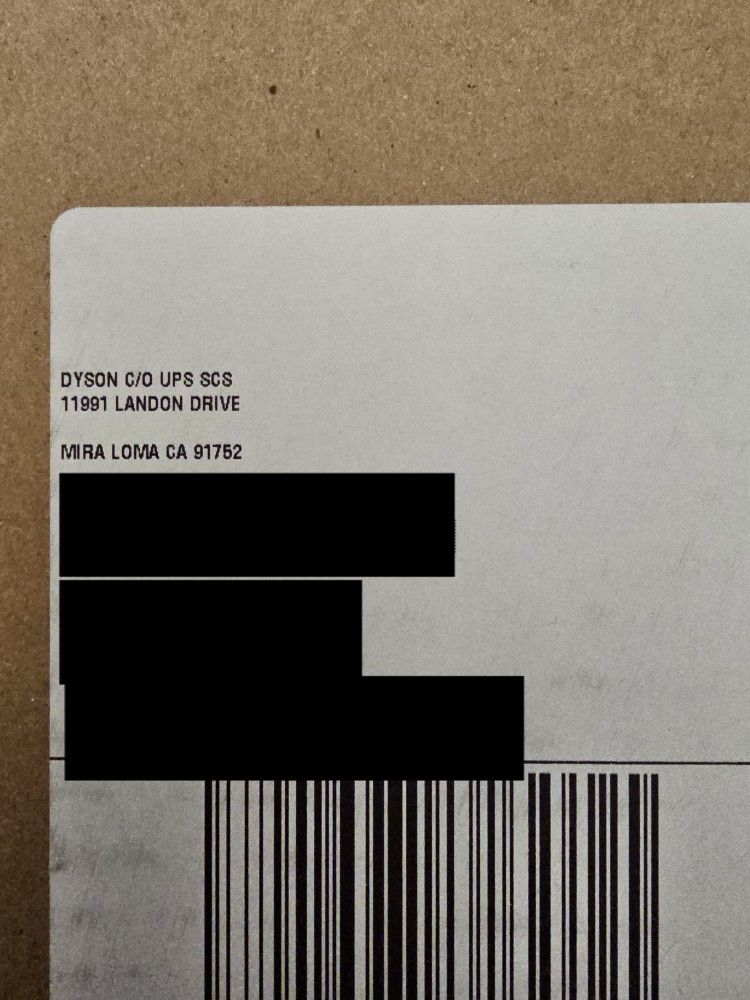 DYSON C/O UPS SCS
11991 LANDON DRIVE
MIRA LOMA CA 91752